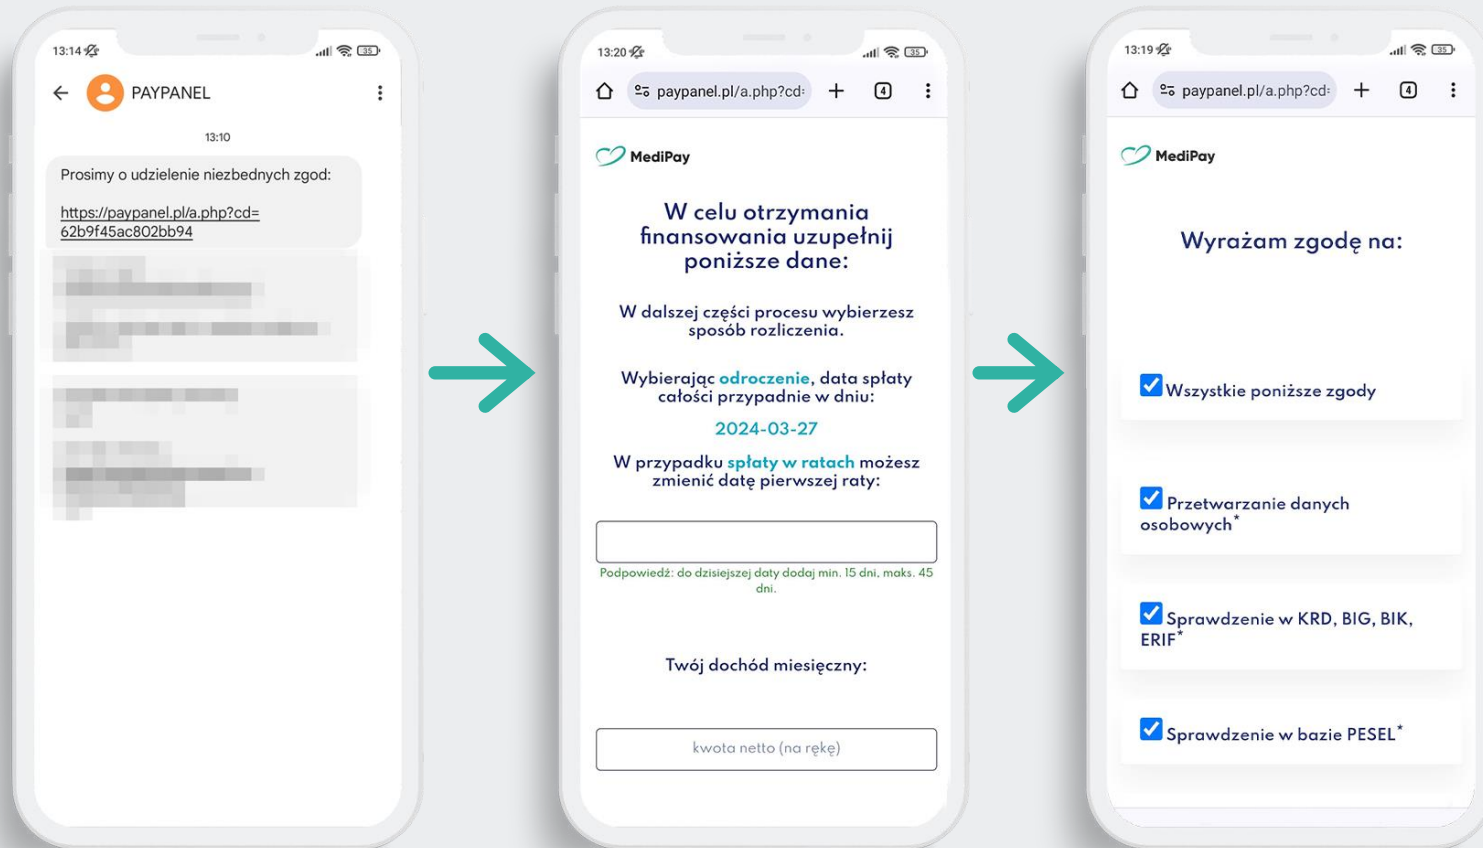 13:14
35
PAYPANEL
13:10
Prosimy o udzielenie niezbednych zgod:
https://paypanel.pl/a.php?cd=
62b9f45ac802bb94
13:20
35
paypanel.pl/a.php?cd=
4
MediPay
W celu otrzymania
finansowania uzupełnij
poniższe dane:
W dalszej części procesu wybierzesz
sposób rozliczenia.
Wybierając odroczenie, data spłaty
całości przypadnie w dniu:
2024-03-27
W przypadku spłaty w ratach możesz
zmienić datę pierwszej raty:
Podpowiedź: do dzisiejszej daty dodaj min. 15 dni, maks. 45
dni.
Twój dochód miesięczny:
kwota netto (na rękę)
13:19
35
paypanel.pl/a.php?cd=
4
MediPay
Wyrażam zgodę na:
Wszystkie poniższe zgody
Przetwarzanie danych
osobowych*
Sprawdzenie w KRD, BIG, BIK,
ERIF*
Sprawdzenie w bazie PESEL*